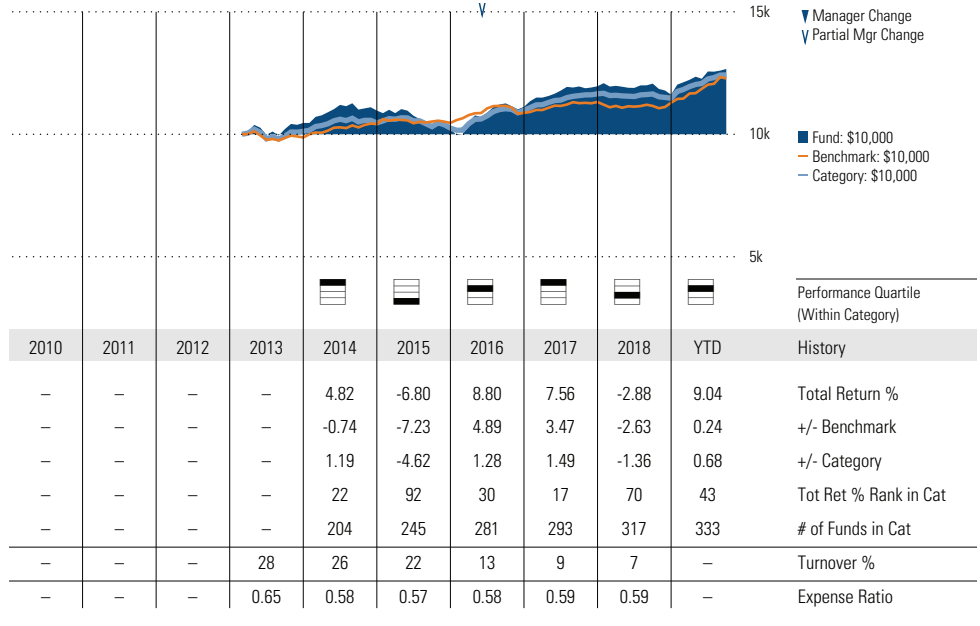 15k
▼ Manager Change
V Partial Mgr Change
10k
Fund: $10,000
Benchmark: $10,000
Category: $10,000
5k
Performance Quartile
(Within Category)
2010 2011 2012 2013 2014 2015 2016 2017 2018 YTD History
– – – – 4.82 -6.80 8.80 7.56 -2.88 9.04 Total Return %
– – – – -0.74 -7.23 4.89 3.47 -2.63 0.24 +/- Benchmark
– – – – 1.19 -4.62 1.28 1.49 -1.36 0.68 +/- Category
– – – – 22 92 30 17 70 43 Tot Ret % Rank in Cat
– – – – 204 245 281 293 317 333 # of Funds in Cat
– – – 28 26 22 13 9 7 – Turnover %
– – – 0.65 0.58 0.57 0.58 0.59 0.59 – Expense Ratio